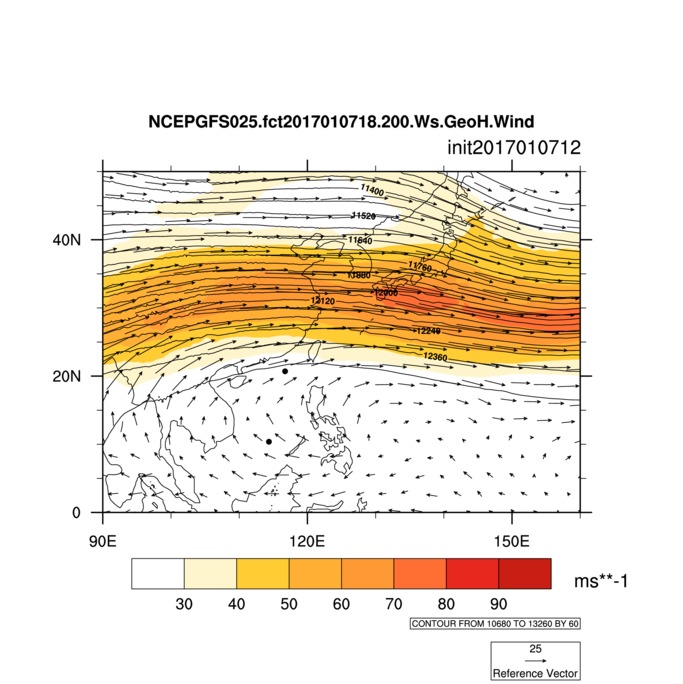 NCEPGFS025.fct2017010718.200.Ws.GeoH.Wind
init2017010712
11400
11520
40N
11640
11760
11880
12000
12120
12240
12360
20N
0
90E 120E 150E
ms**-1
30 40 50 60 70 80 90
CONTOUR FROM 10680 TO 13260 BY 60
25
Reference Vector